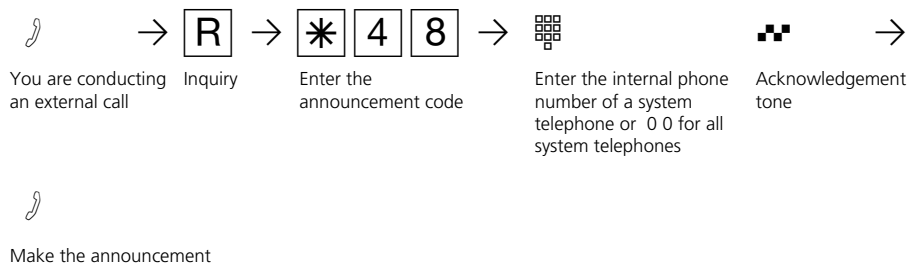 R * 4 8
You are conducting an external call
Inquiry
Enter the announcement code
Enter the internal phone number of a system telephone or 0 0 for all system telephones
Acknowledgement tone
Make the announcement